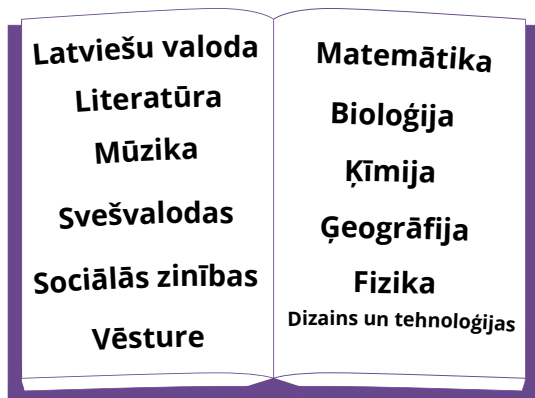 Latviešu valoda
Literatūra
Mūzika
Svešvalodas
Sociālās zinības
Vēsture
Matemātika
Bioloģija
Ķīmija
Ģeogrāfija
Fizika
Dizains un tehnoloģijas